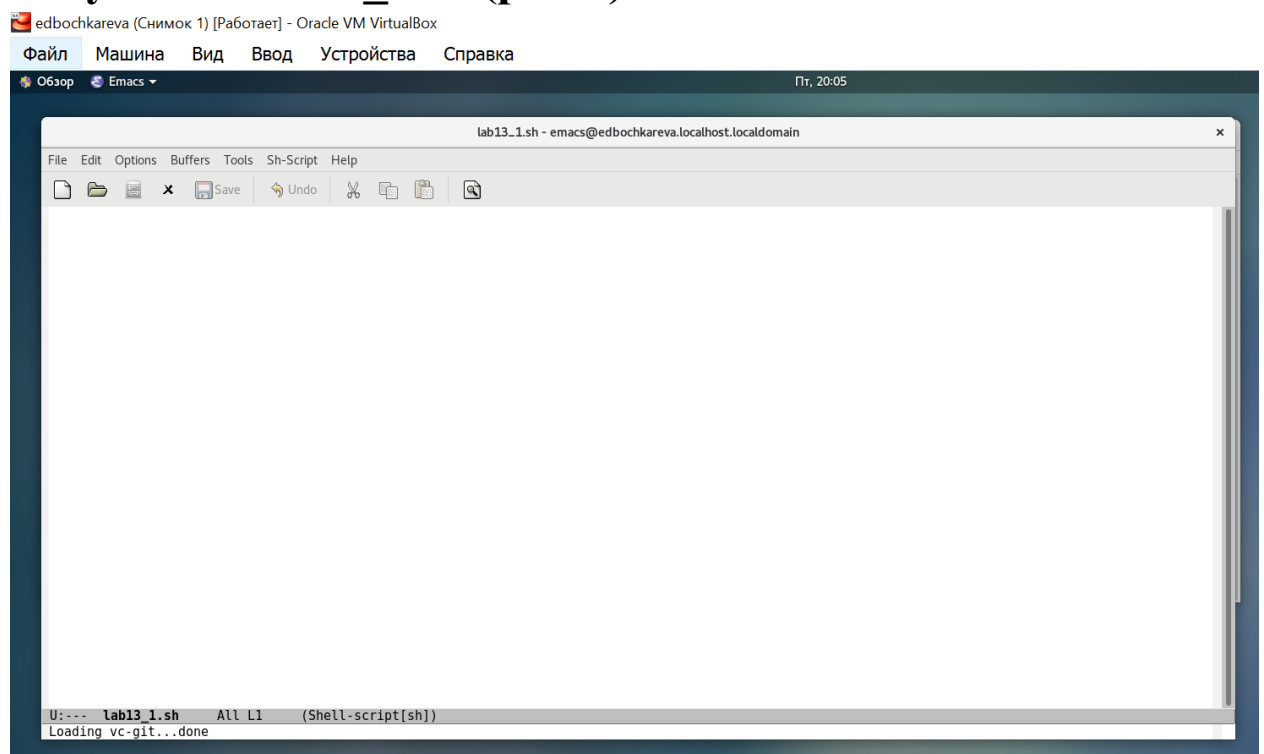 edbochkareva (Снимок 1) [Работает] - Oracle VM VirtualBox
Файл Машина Вид Ввод Устройства Справка
Обзор Emacs Пт, 20:05
lab13_1.sh - emacs@edbochkareva.localhost.localdomain ×
File Edit Options Buffers Tools Sh-Script Help
Save Undo
U:--- lab13_1.sh All L1 (Shell-script[sh])
Loading vc-git...done